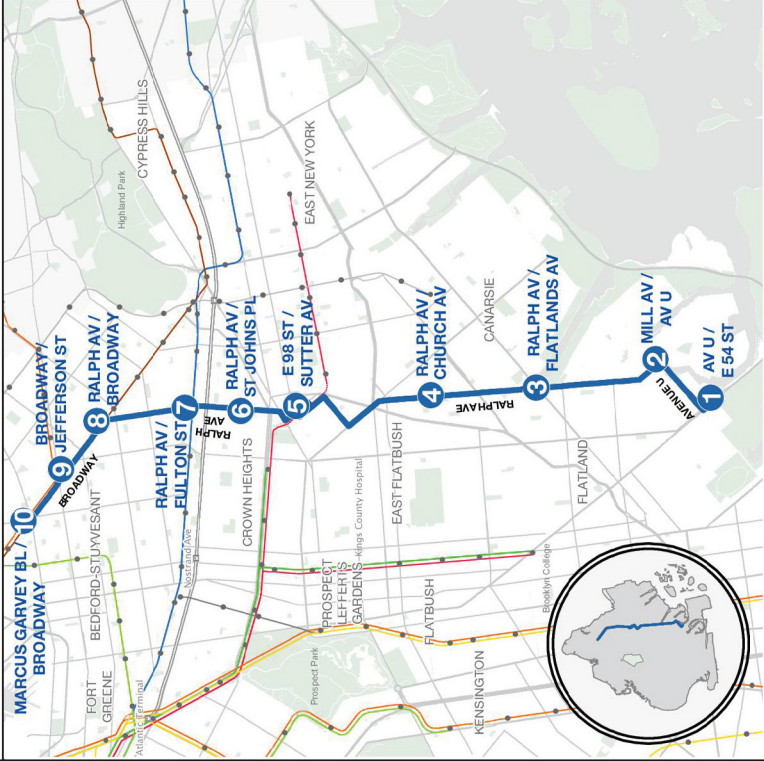 CYPRESS HILLS
Highland Park
EAST NEW YORK
MARCUS GARVEY BL /
BROADWAY
10
BROADWAY /
JEFFERSON ST
9
BROADWAY
RALPH AV /
BROADWAY
8
RALPH AV /
FULTON ST
7
RALPH
AVE
RALPH AV /
ST JOHNS PL
6
E 98 ST /
SUTTER AV
5
RALPH AV /
CHURCH AV
4
RALPH AVE
CANARSIE
RALPH AV /
FLATLANDS AV
3
MILL AV /
AV U
2
AVENUE U
AV U /
E 54 ST
1
BEDFORD-STUYVESANT
Nostrand Ave
CROWN HEIGHTS
Kings County Hospital
EAST FLATBUSH
FLATLAND
FORT
GREENE
Atlantic Terminal
PROSPECT
LEFFERTS
GARDENS
Prospect Park
FLATBUSH
KENSINGTON
Brooklyn College